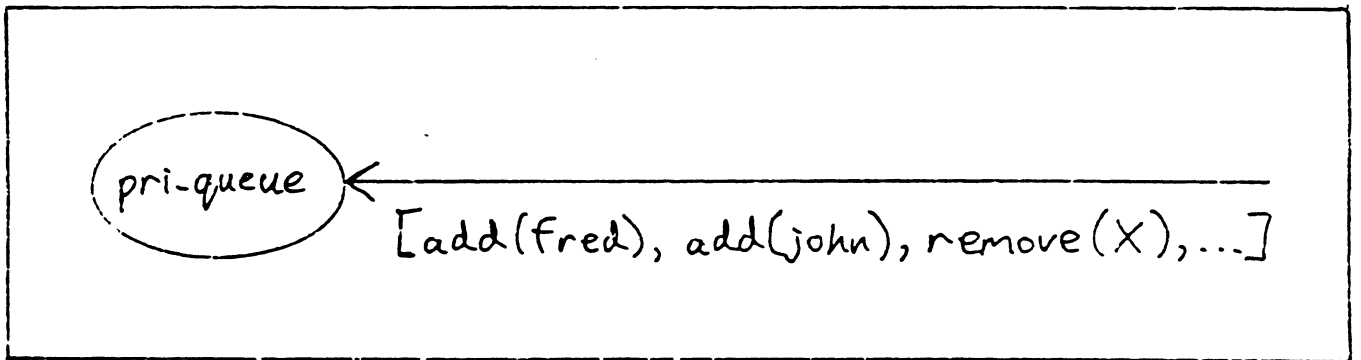 pri-queue
[add(fred), add(john), remove(X),...]